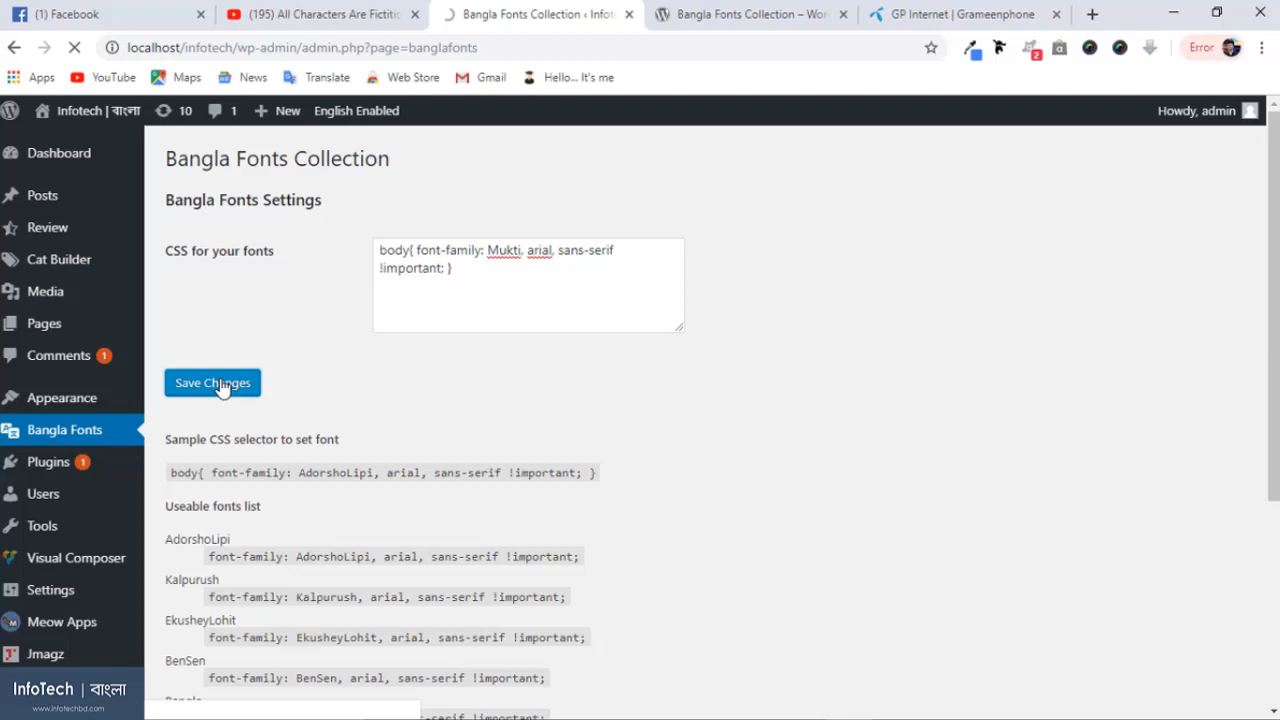 (1) Facebook
(195) All Characters Are Fictitic
Bangla Fonts Collection ‹ Infot
Bangla Fonts Collection – Wor
GP Internet | Grameenphone
localhost/infotech/wp-admin/admin.php?page=banglafonts
2
Error
Apps
YouTube
Maps
News
Translate
Web Store
Gmail
Hello... It's me
Infotech | বাংলা
10
1
New
English Enabled
Howdy, admin
Dashboard
Posts
Review
Cat Builder
Media
Pages
Comments 1
Appearance
Bangla Fonts
Plugins 1
Users
Tools
Visual Composer
Settings
Meow Apps
Jmagz
InfoTech | বাংলা
www.infotechbd.com
Bangla Fonts Collection
Bangla Fonts Settings
CSS for your fonts
body{ font-family: Mukti, arial, sans-serif
!important; }
Save Changes
Sample CSS selector to set font
body{ font-family: AdorshoLipi, arial, sans-serif !important; }
Useable fonts list
AdorshoLipi
font-family: AdorshoLipi, arial, sans-serif !important;
Kalpurush
font-family: Kalpurush, arial, sans-serif !important;
EkusheyLohit
font-family: EkusheyLohit, arial, sans-serif !important;
BenSen
font-family: BenSen, arial, sans-serif !important;
-serif !important;